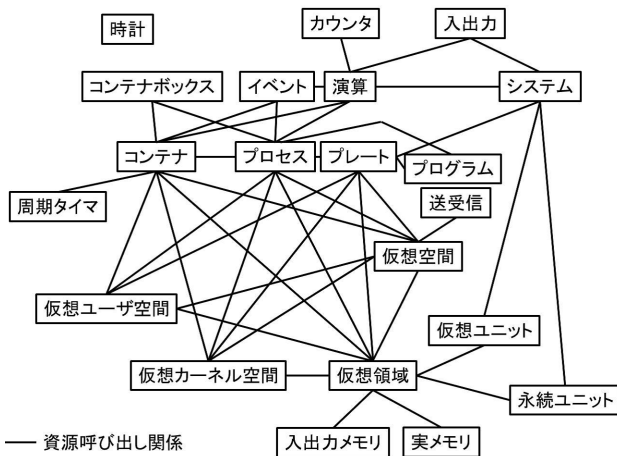 時計
カウンタ
入出力
コンテナボックス
イベント
演算
システム
コンテナ
プロセス
プレート
プログラム
周期タイマ
送受信
仮想空間
仮想ユーザ空間
仮想ユニット
仮想カーネル空間
仮想領域
永続ユニット
入出力メモリ
実メモリ
資源呼び出し関係